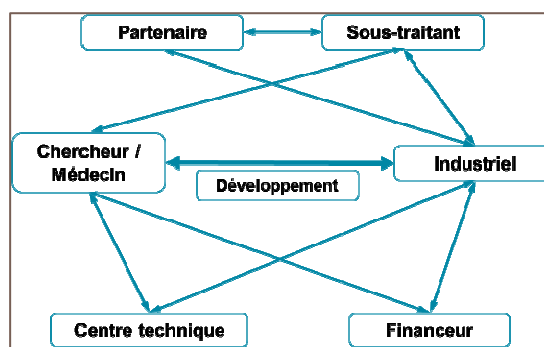 Partenaire
Sous-traitant
Chercheur /
Médecin
Industriel
Développement
Centre technique
Financeur